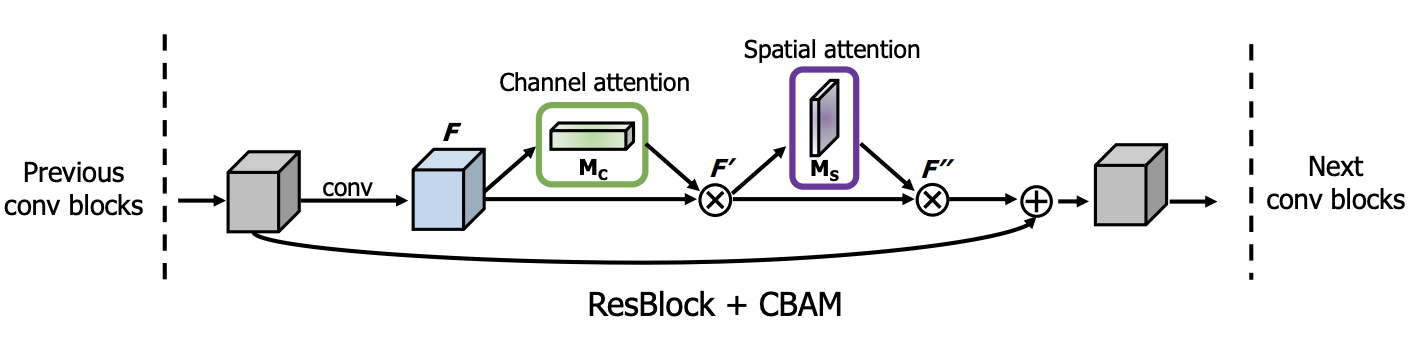 Spatial attention
Channel attention
F
Previous
conv blocks
conv
M_C
F′
M_S
F″
Next
conv blocks
ResBlock + CBAM